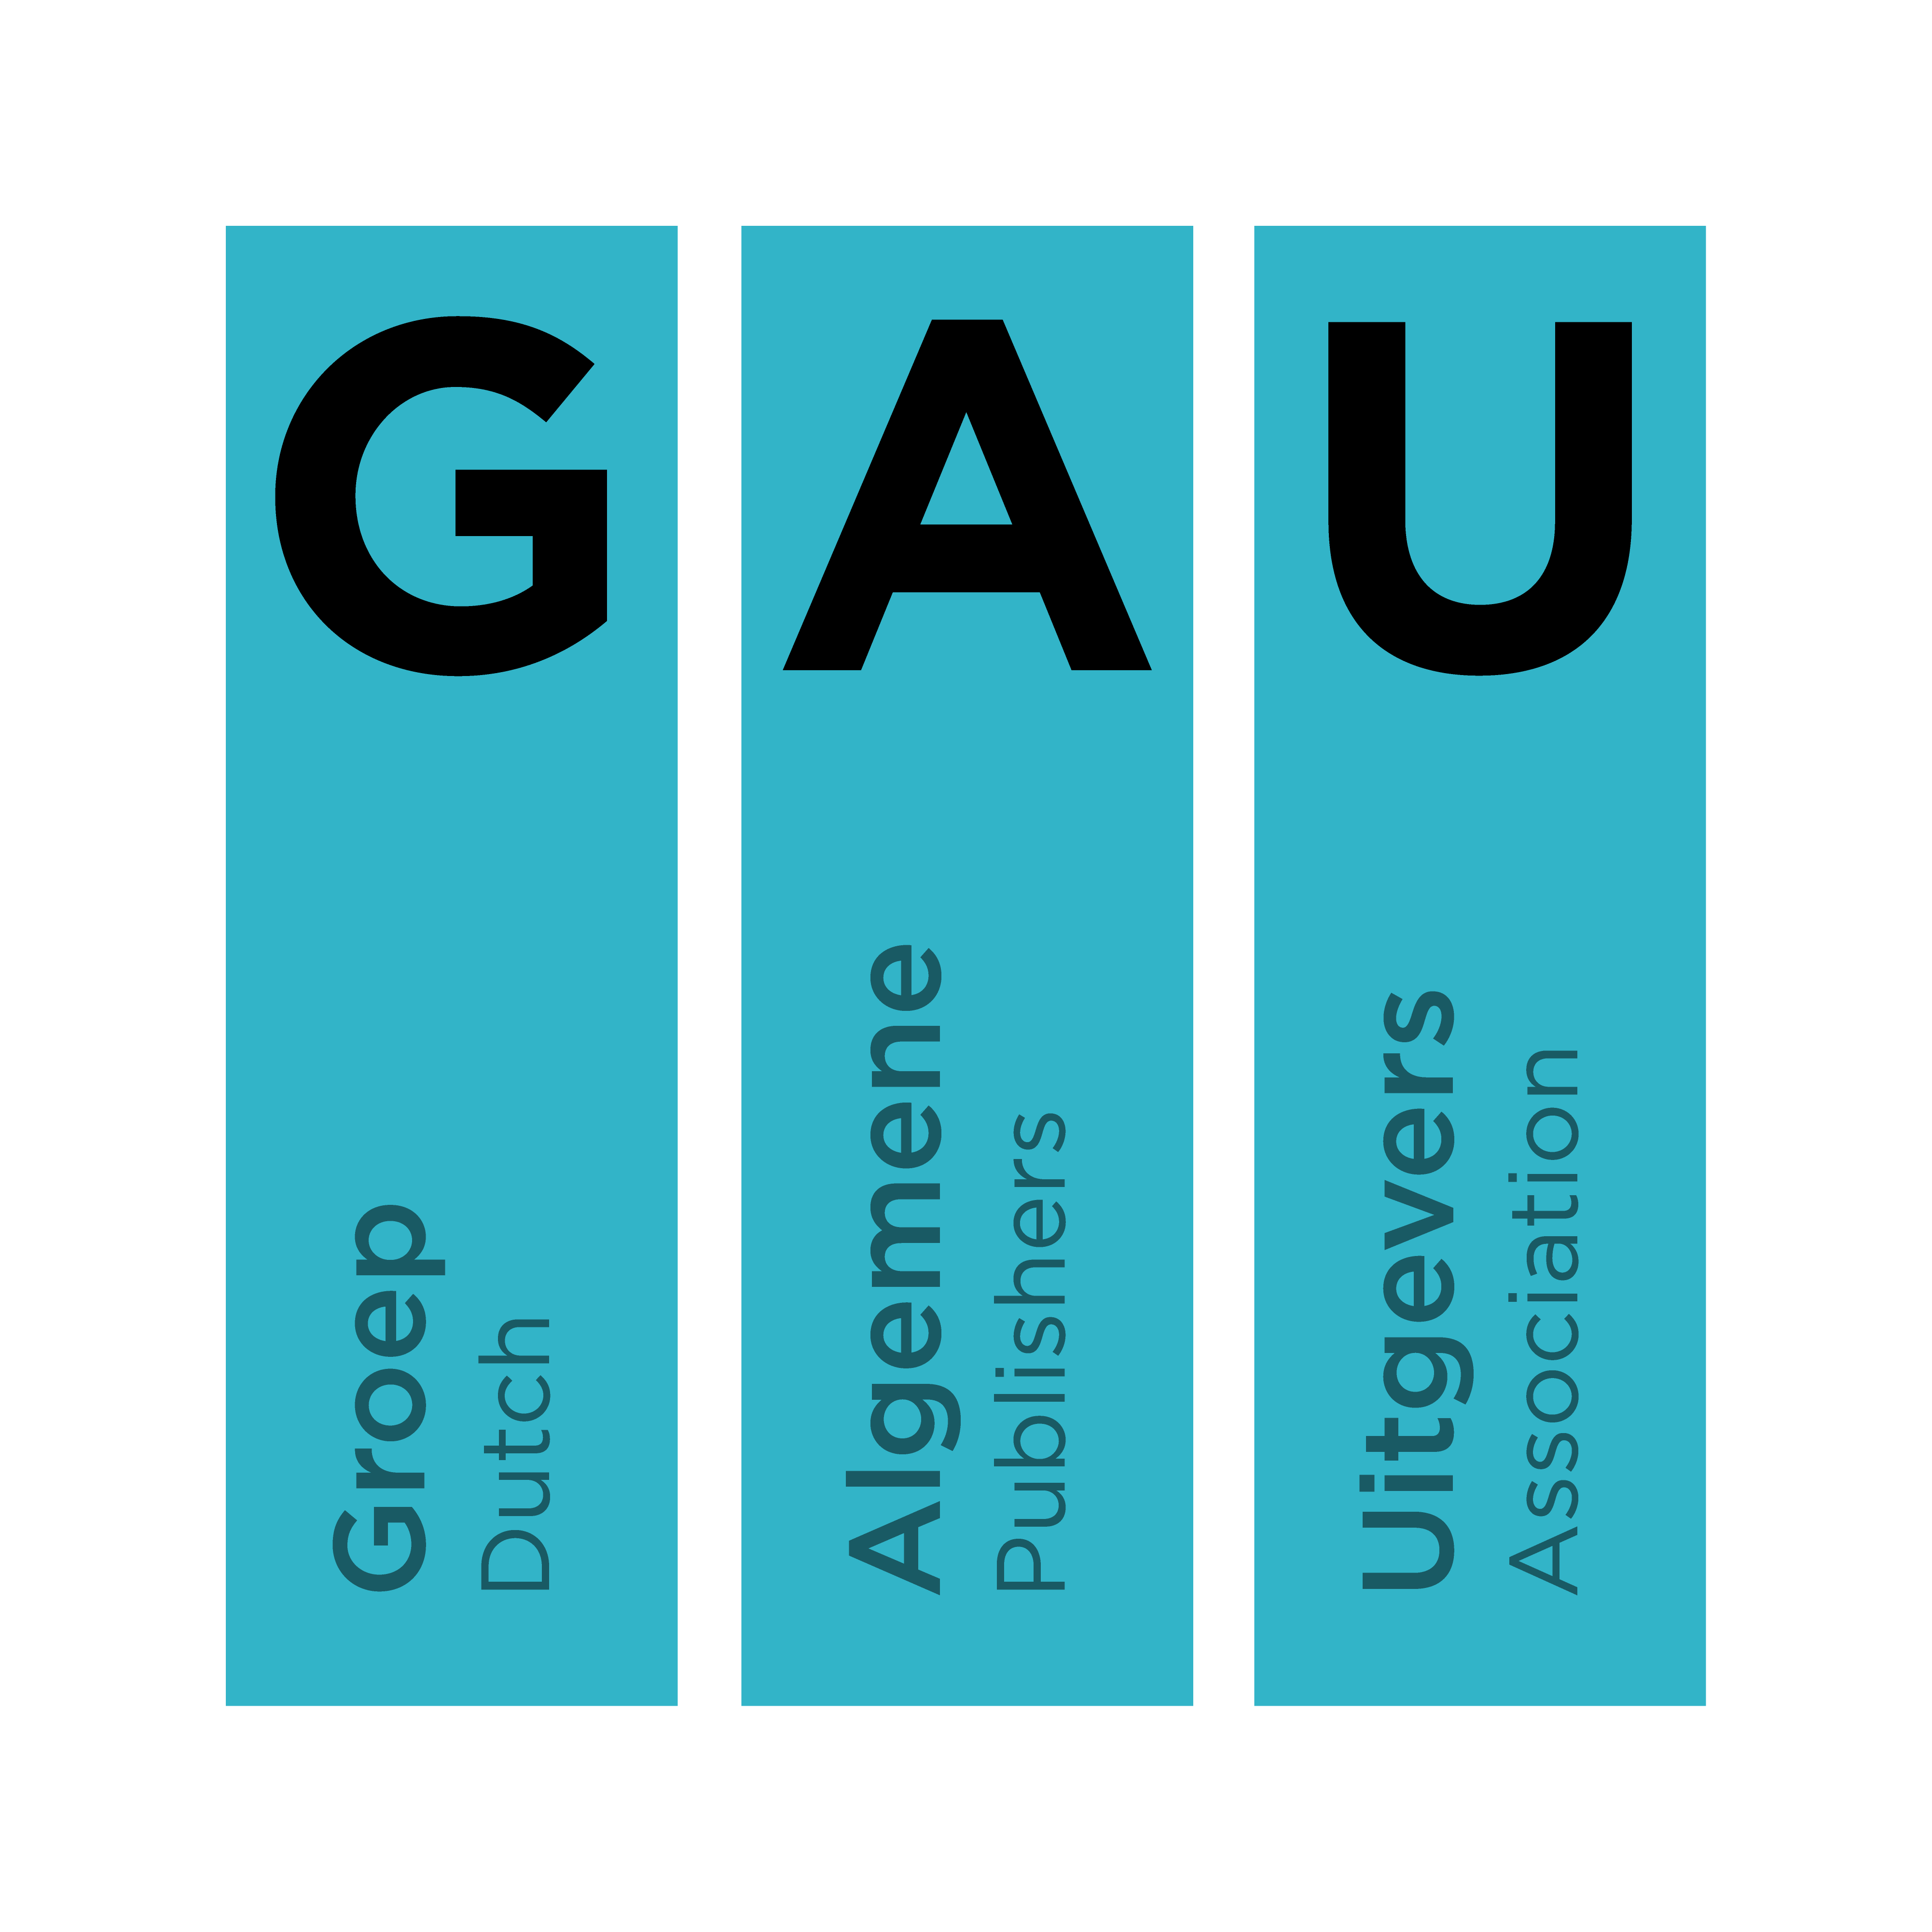 G
Groep
Dutch
A
Algemene
Publishers
U
Uitgevers
Association